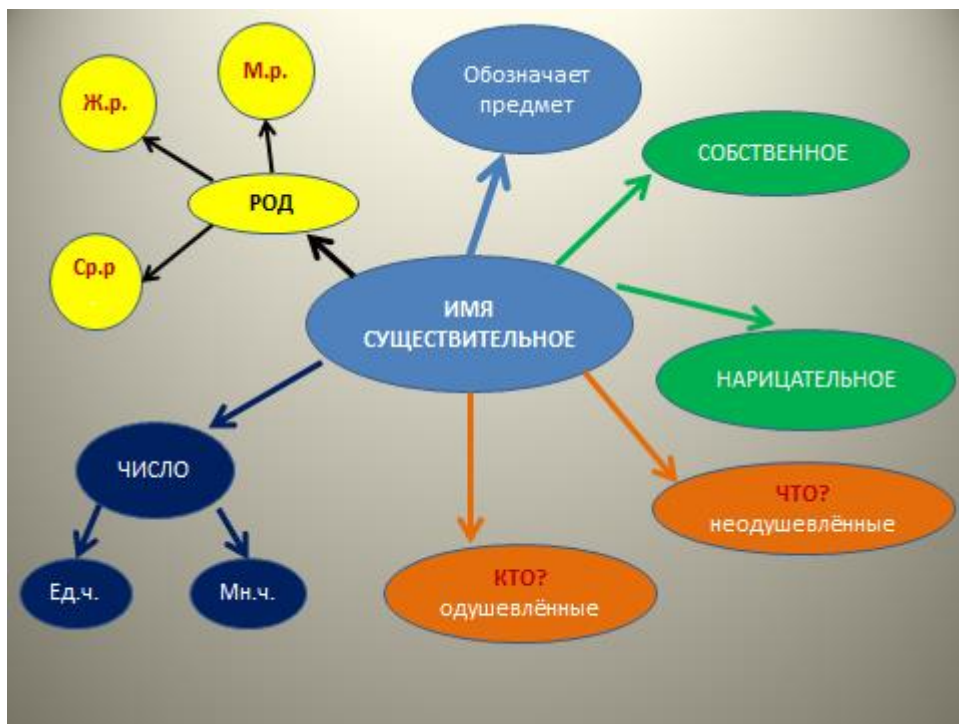 М.р.
Ж.р.
РОД
Ср.р
Обозначает
предмет
СОБСТВЕННОЕ
ИМЯ
СУЩЕСТВИТЕЛЬНОЕ
НАРИЦАТЕЛЬНОЕ
ЧИСЛО
Ед.ч.
Мн.ч.
КТО?
одушевлённые
ЧТО?
неодушевлённые